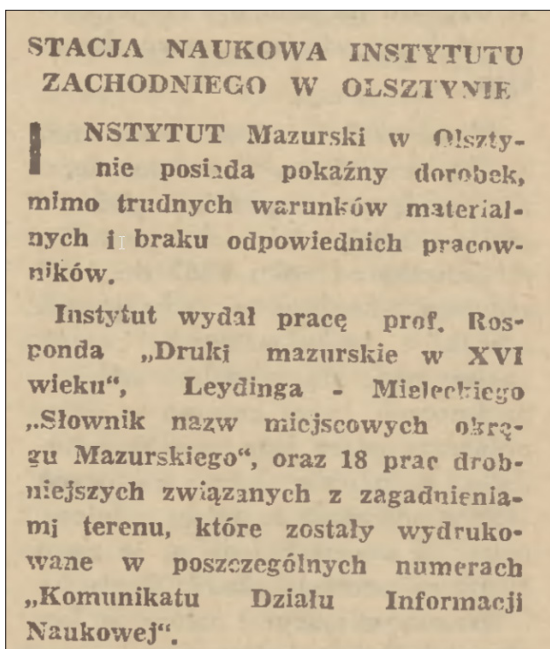 STACJA NAUKOWA INSTYTUTU
ZACHODNIEGO W OLSZTYNIE
INSTYTUT Mazurski w Olszty-
nie posiada pokaźny dorobek,
mimo trudnych warunków material-
nych i braku odpowiednich pracow-
ników.
Instytut wydał pracę prof. Ros-
ponda „Druki mazurskie w XVI
wieku“, Leydinga - Mieleckiego
„Słownik nazw miejscowych okrę-
gu Mazurskiego“, oraz 18 prac drob-
niejszych związanych z zagadnienia-
mi terenu, które zostały wydruko-
wane w poszczególnych numerach
„Komunikatu Działu Informacji
Naukowej“.